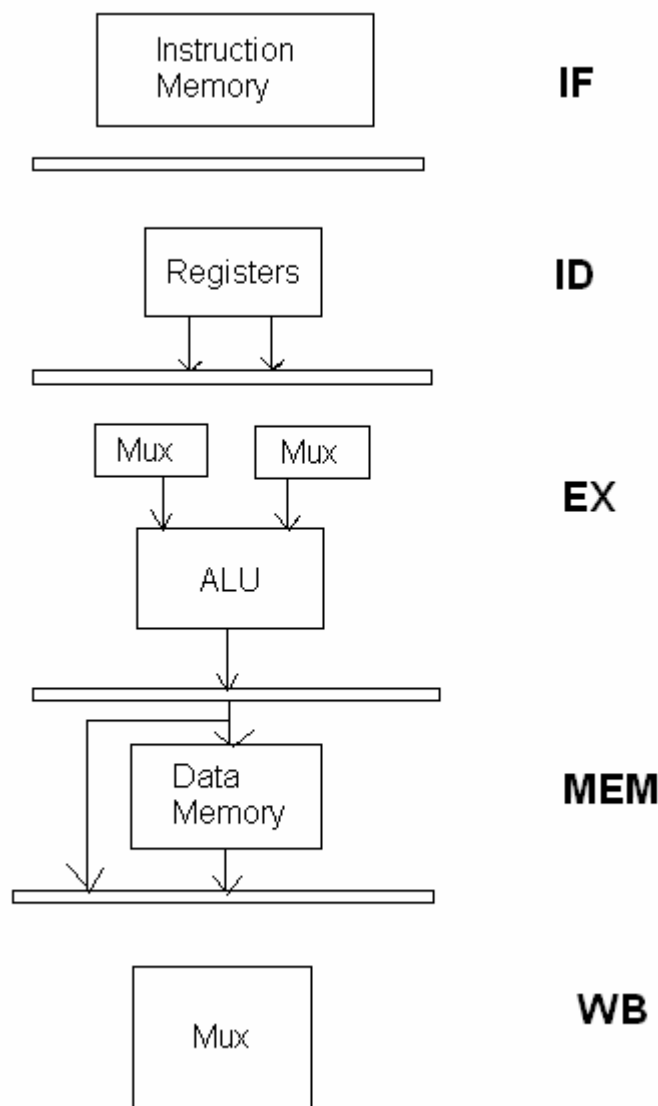 Instruction
Memory
IF
Registers
ID
Mux
Mux
EX
ALU
Data
Memory
MEM
Mux
WB